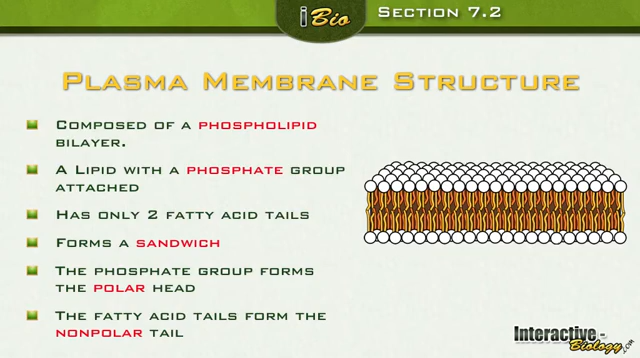 i Bio
Section 7.2
Plasma Membrane Structure
Composed of a phospholipid
bilayer.
A Lipid with a phosphate group
attached
Has only 2 fatty acid tails
Forms a sandwich
The phosphate group forms
the polar head
The fatty acid tails form the
nonpolar tail
Interactive-
Biology.com